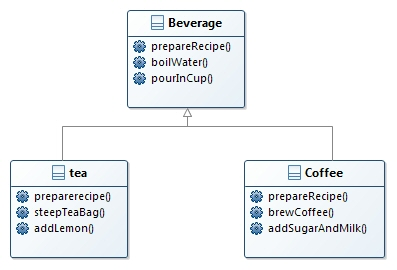 Beverage
prepareRecipe()
boilWater()
pourInCup()
tea
preparerecipe()
steepTeaBag()
addLemon()
Coffee
prepareRecipe()
brewCoffee()
addSugarAndMilk()